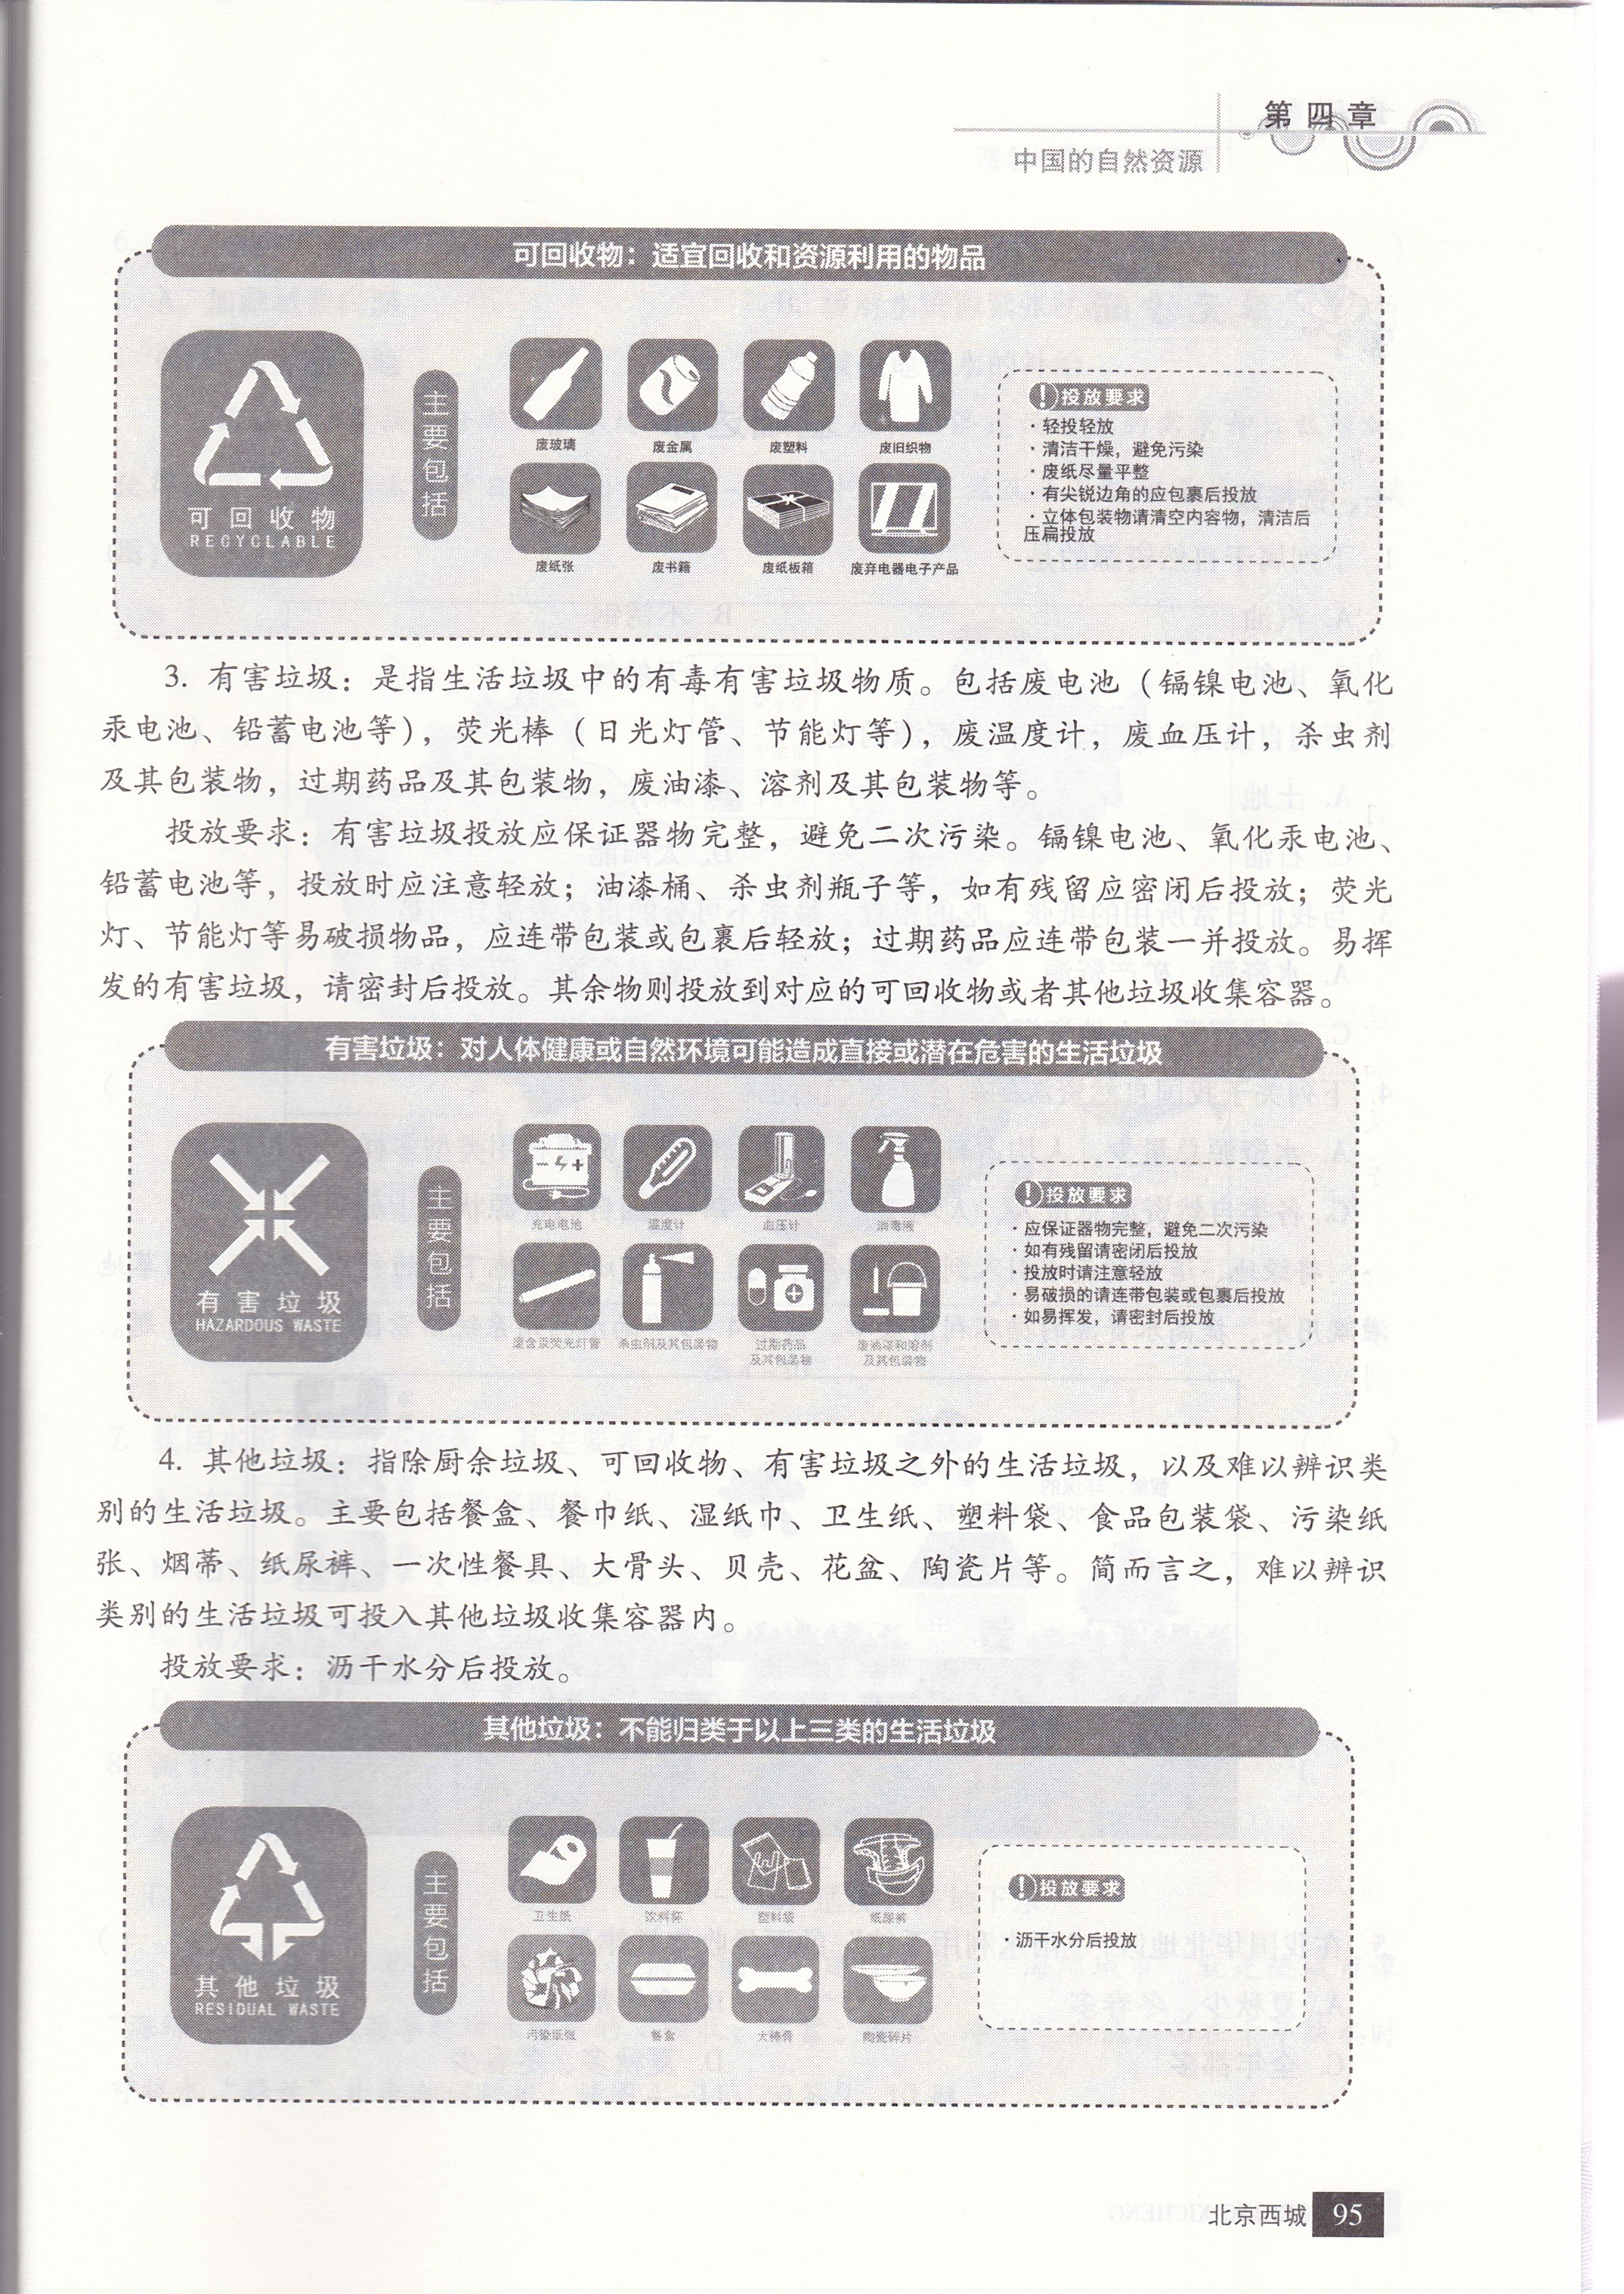 第四章
中国的自然资源
可回收物：适宜回收和资源利用的物品
可回收物
RECYCLABLE
主要包括
废玻璃 废金属 废塑料 废旧织物
废纸张 废书籍 废纸板箱 废弃电器电子产品
！投放要求
·轻投轻放
·清洁干燥，避免污染
·废纸尽量平整
·有尖锐边角的应包裹后投放
·立体包装物请清空内容物，清洁后
压扁投放
3. 有害垃圾：是指生活垃圾中的有毒有害垃圾物质。包括废电池（镉镍电池、氧化
汞电池、铅蓄电池等），荧光棒（日光灯管、节能灯等），废温度计，废血压计，杀虫剂
及其包装物，过期药品及其包装物，废油漆、溶剂及其包装物等。
投放要求：有害垃圾投放应保证器物完整，避免二次污染。镉镍电池、氧化汞电池、
铅蓄电池等，投放时应注意轻放；油漆桶、杀虫剂瓶子等，如有残留应密闭后投放；荧光
灯、节能灯等易破损物品，应连带包装或包裹后轻放；过期药品应连带包装一并投放。易挥
发的有害垃圾，请密封后投放。其余物则投放到对应的可回收物或者其他垃圾收集容器。
有害垃圾：对人体健康或自然环境可能造成直接或潜在危害的生活垃圾
有害垃圾
HAZARDOUS WASTE
主要包括
充电电池 温度计 血压计 消毒液
废含汞荧光灯管 杀虫剂及其包装物 过期药品 废油漆和溶剂
及其包装物 及其包装物
！投放要求
·应保证器物完整，避免二次污染
·如有残留请密闭后投放
·投放时请注意轻放
·易破损的请连带包装或包裹后投放
·如易挥发，请密封后投放
4. 其他垃圾：指除厨余垃圾、可回收物、有害垃圾之外的生活垃圾，以及难以辨识类
别的生活垃圾。主要包括餐盒、餐巾纸、湿纸巾、卫生纸、塑料袋、食品包装袋、污染纸
张、烟蒂、纸尿裤、一次性餐具、大骨头、贝壳、花盆、陶瓷片等。简而言之，难以辨识
类别的生活垃圾可投入其他垃圾收集容器内。
投放要求：沥干水分后投放。
其他垃圾：不能归类于以上三类的生活垃圾
其他垃圾
RESIDUAL WASTE
主要包括
卫生纸 饮料杯 塑料袋 纸尿裤
污染纸张 餐盒 大棒骨 陶瓷碎片
！投放要求
·沥干水分后投放
北京西城 95